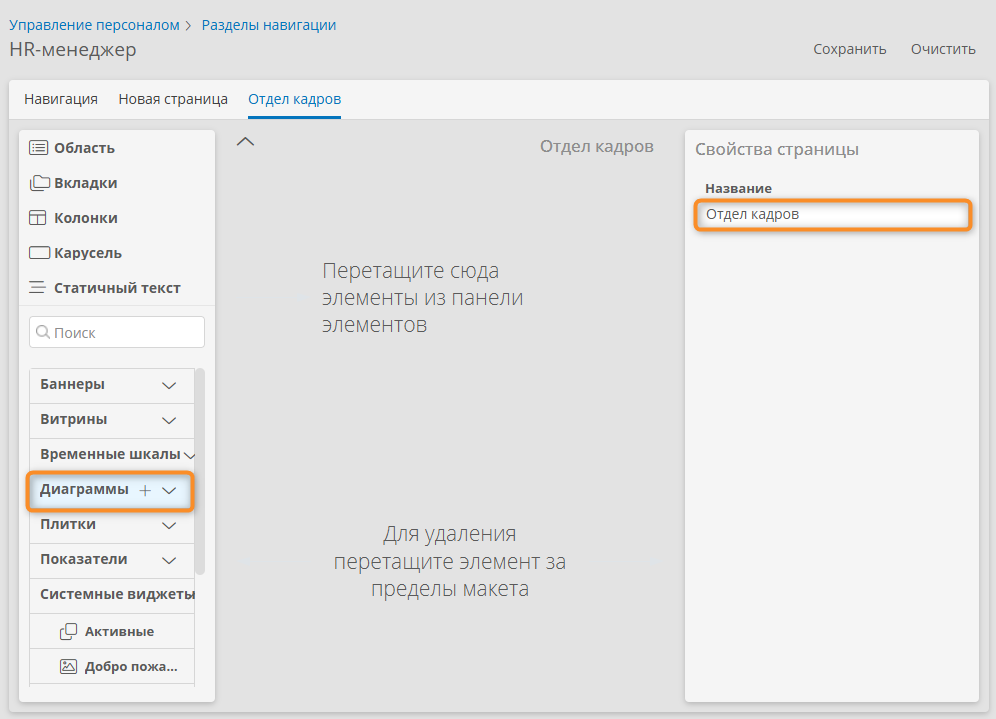 Управление персоналом > Разделы навигации
HR-менеджер
Сохранить Очистить
Навигация Новая страница Отдел кадров
Область
Вкладки
Колонки
Карусель
Статичный текст
Поиск
Баннеры
Витрины
Временные шкалы
Диаграммы +
Плитки
Показатели
Системные виджеты
Активные
Добро пожа...
Отдел кадров
Перетащите сюда
элементы из панели
элементов
Для удаления
перетащите элемент за
пределы макета
Свойства страницы
Название
Отдел кадров